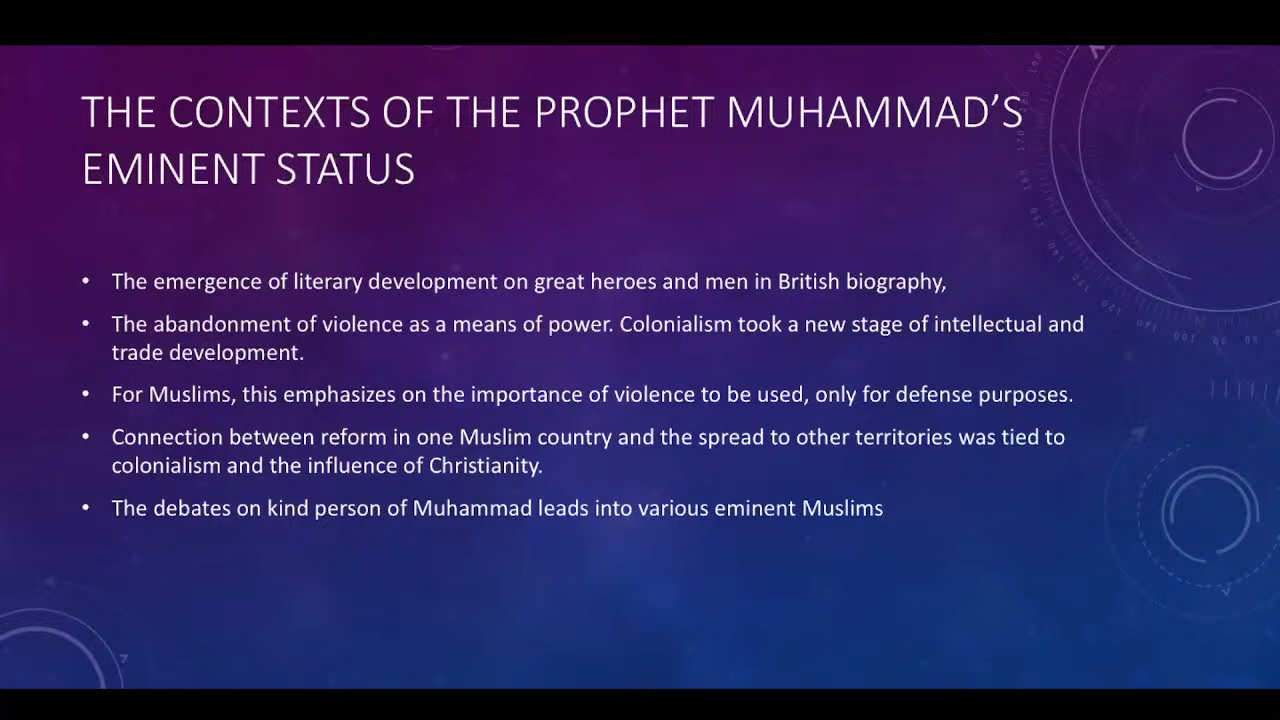 THE CONTEXTS OF THE PROPHET MUHAMMAD’S
EMINENT STATUS
• The emergence of literary development on great heroes and men in British biography,
• The abandonment of violence as a means of power. Colonialism took a new stage of intellectual and
trade development.
• For Muslims, this emphasizes on the importance of violence to be used, only for defense purposes.
• Connection between reform in one Muslim country and the spread to other territories was tied to
colonialism and the influence of Christianity.
• The debates on kind person of Muhammad leads into various eminent Muslims